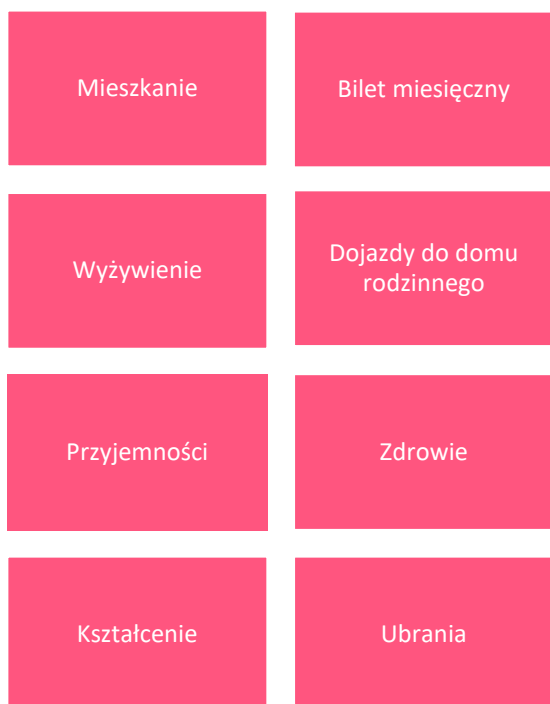 Mieszkanie
Bilet miesięczny
Wyżywienie
Dojazdy do domu
rodzinnego
Przyjemności
Zdrowie
Kształcenie
Ubrania